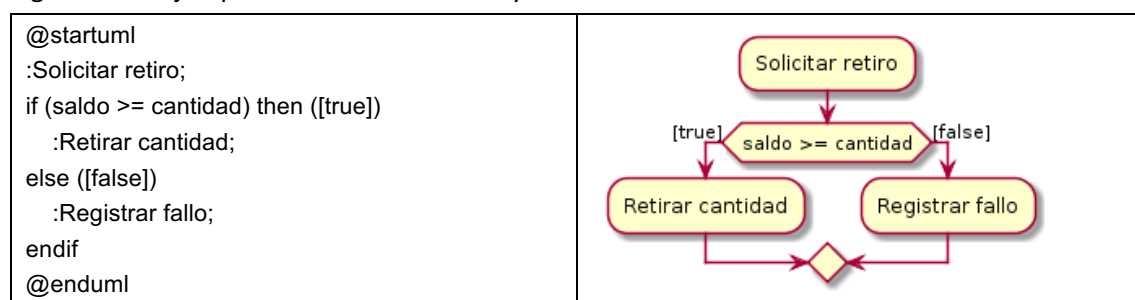 @startuml
:Solicitar retiro;
if (saldo >= cantidad) then ([true])
:Retirar cantidad;
else ([false])
:Registrar fallo;
endif
@enduml
Solicitar retiro
[true]
saldo >= cantidad
[false]
Retirar cantidad
Registrar fallo